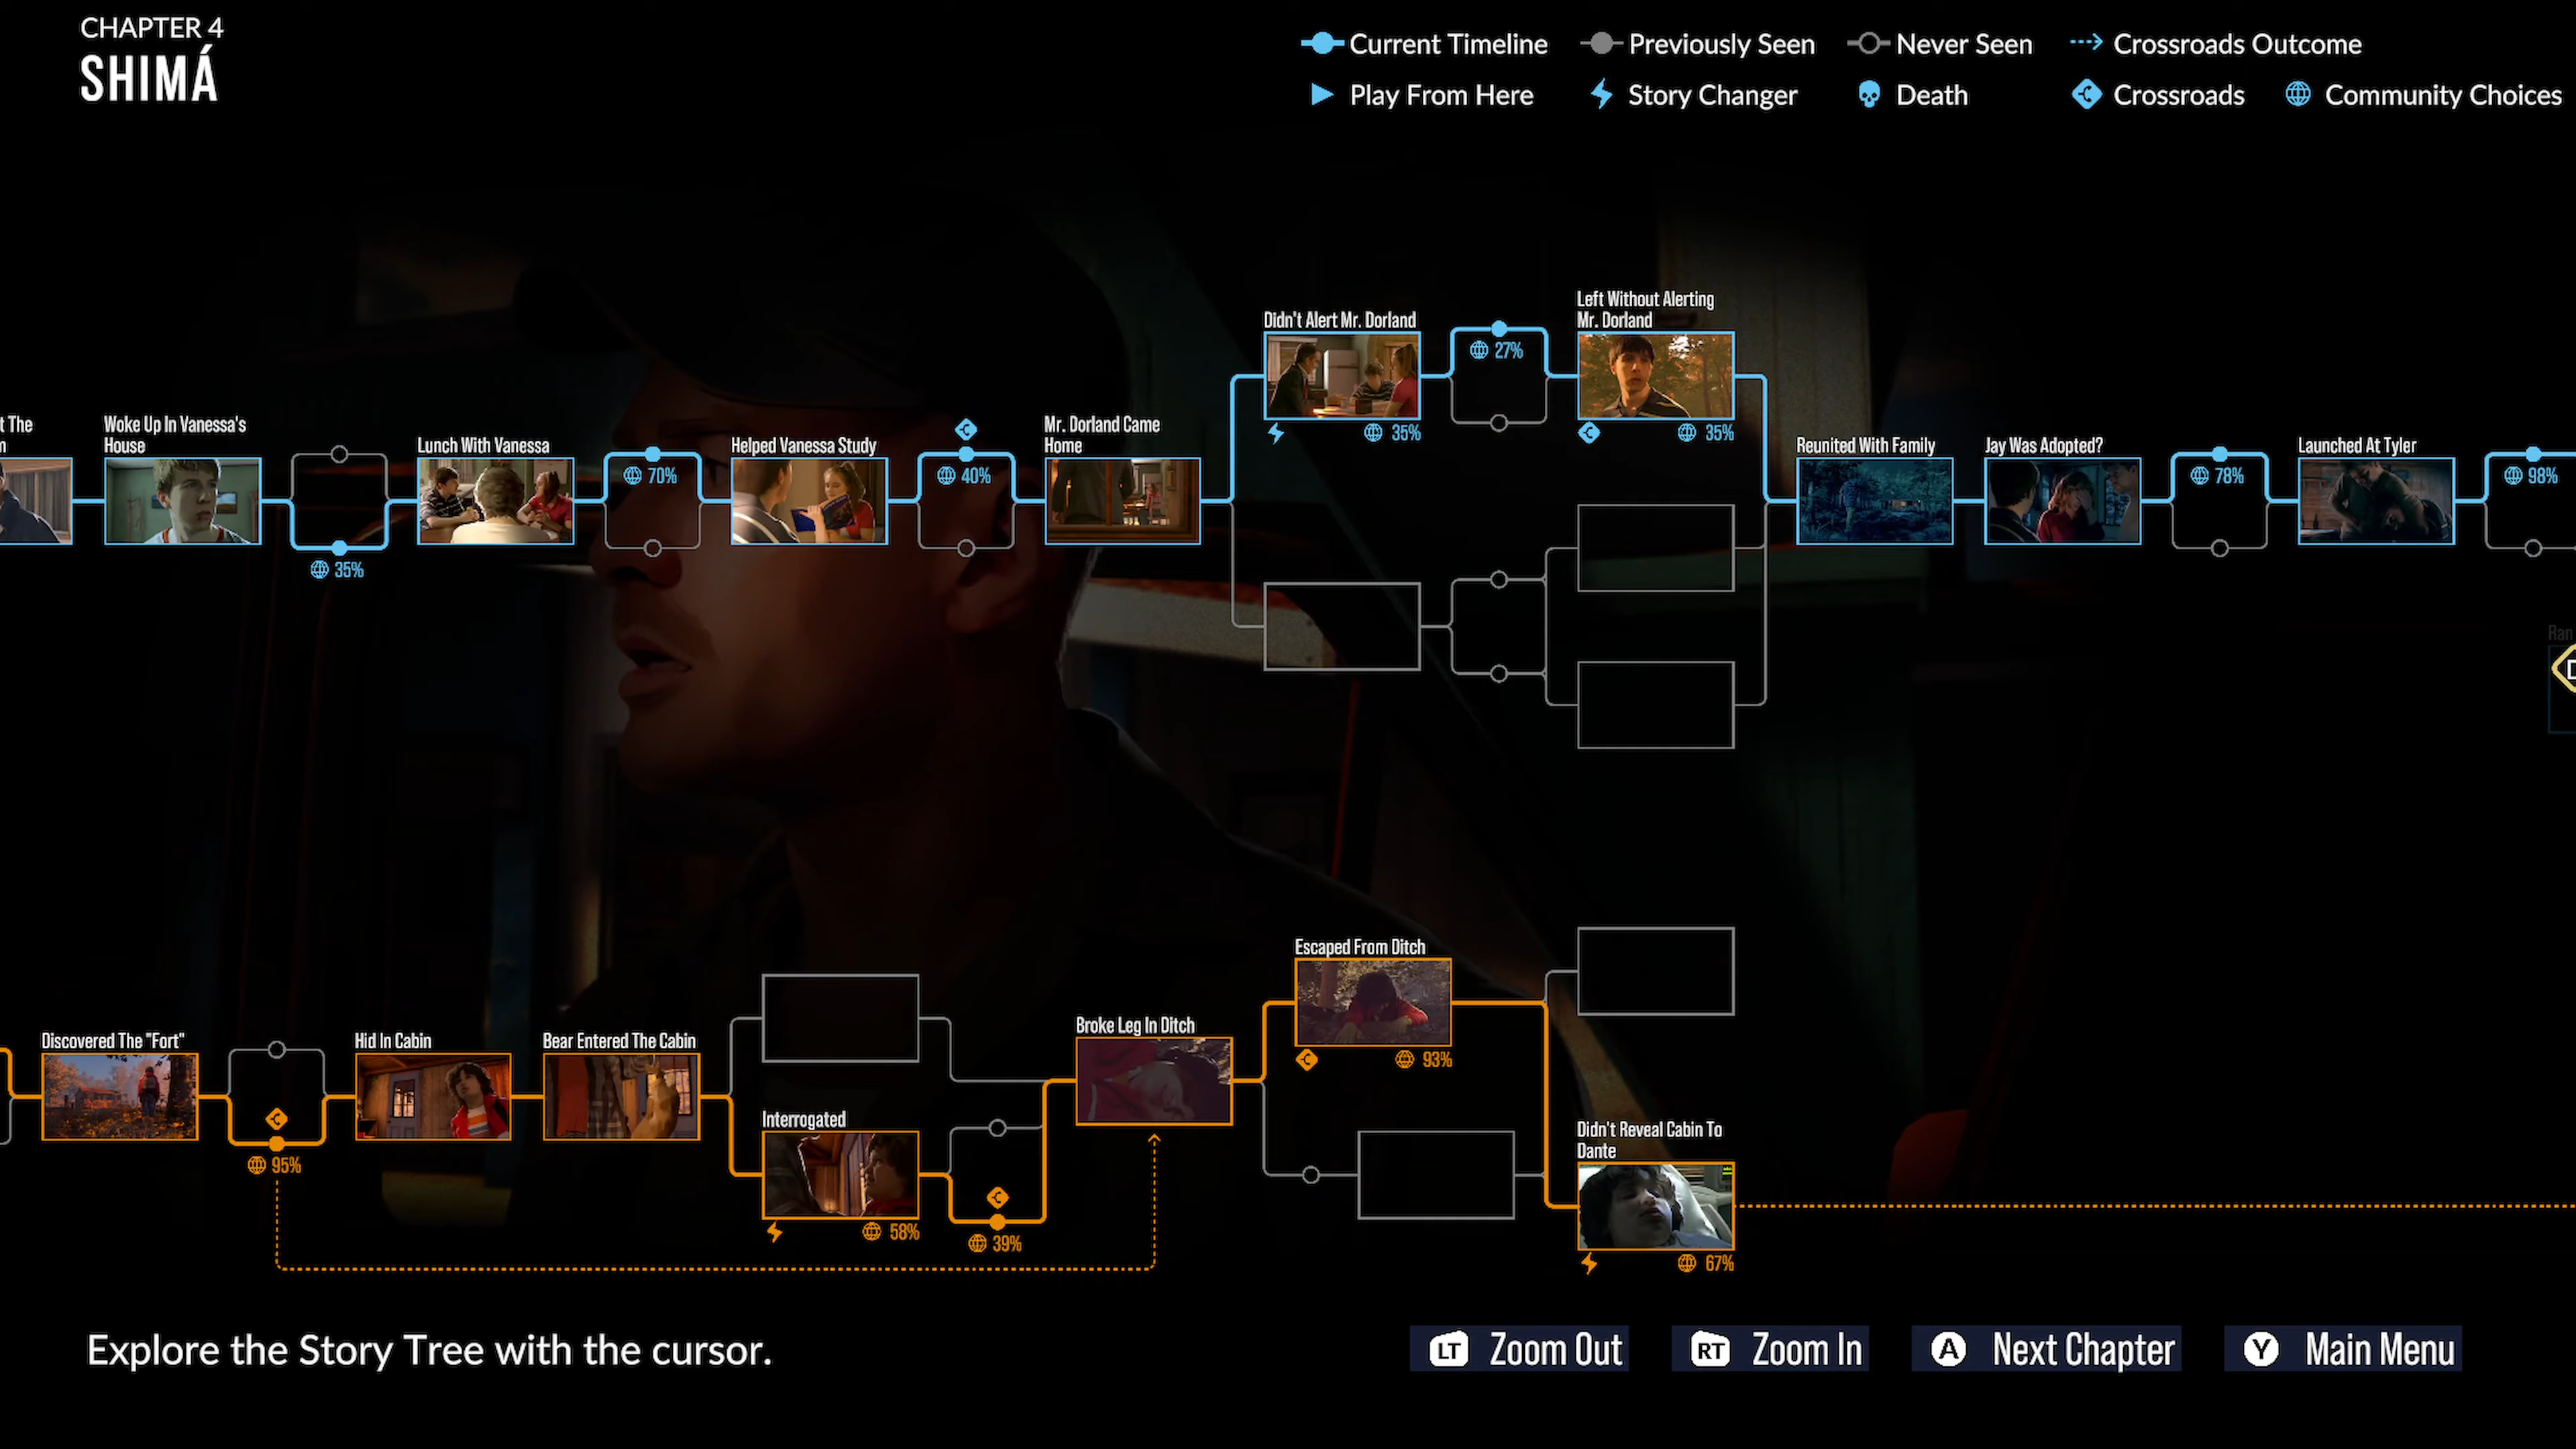 CHAPTER 4
SHIMÁ
Current Timeline
Previously Seen
Never Seen
Crossroads Outcome
Play From Here
Story Changer
Death
Crossroads
Community Choices
Left Without Alerting
Mr. Dorland
Didn't Alert Mr. Dorland
27%
35%
35%
t The
m
Woke Up In Vanessa's
House
Lunch With Vanessa
Helped Vanessa Study
Mr. Dorland Came
Home
Reunited With Family
Jay Was Adopted?
Launched At Tyler
70%
40%
78%
98%
35%
Ran
Escaped From Ditch
93%
Discovered The "Fort"
Hid In Cabin
Bear Entered The Cabin
Broke Leg In Ditch
Interrogated
Didn't Reveal Cabin To
Dante
95%
58%
39%
67%
Explore the Story Tree with the cursor.
LT Zoom Out
RT Zoom In
A Next Chapter
Y Main Menu